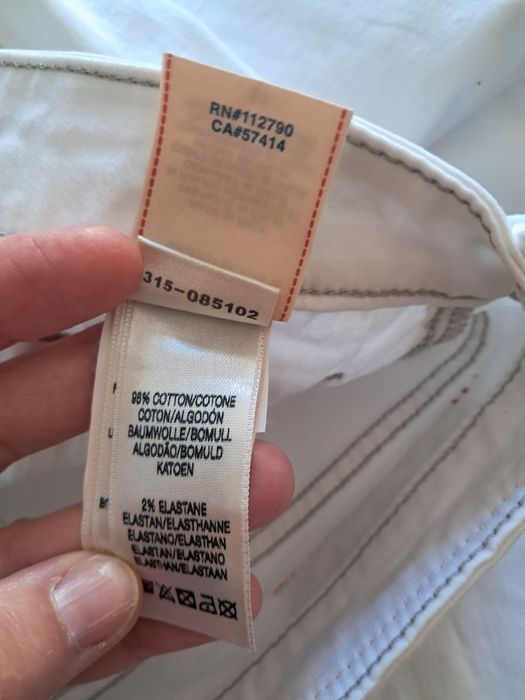 RN#112790
CA#57414
315-085102
98% COTTON/COTONE
COTON/ALGODÓN
BAUMWOLLE/BOMULL
ALGODÃO/BOMULD
KATOEN
2% ELASTANE
ELASTAN/ELASTHANNE
ELASTANO/ELASTHAN
ELASTAN/ELASTANO
ELASTHAN/ELASTAAN